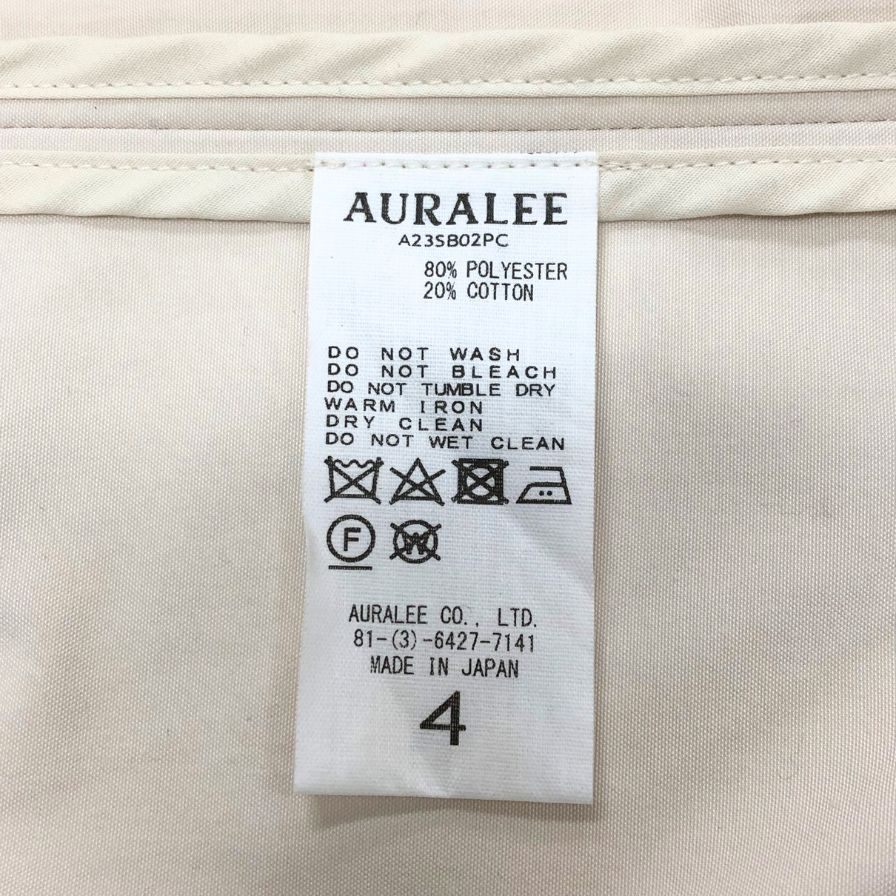 AURALEE
A23SB02PC
80% POLYESTER
20% COTTON
DO NOT WASH
DO NOT BLEACH
DO NOT TUMBLE DRY
WARM IRON
DRY CLEAN
DO NOT WET CLEAN
F W
AURALEE CO., LTD.
81-(3)-6427-7141
MADE IN JAPAN
4